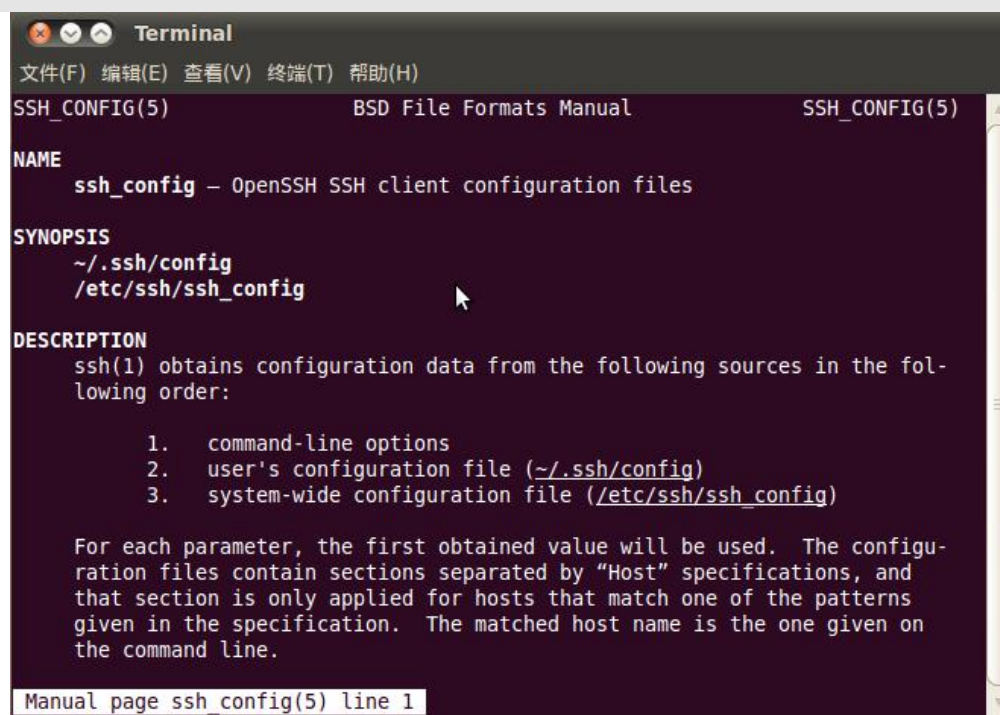 Terminal
文件(F) 编辑(E) 查看(V) 终端(T) 帮助(H)
SSH_CONFIG(5) BSD File Formats Manual SSH_CONFIG(5)
NAME
ssh_config — OpenSSH SSH client configuration files
SYNOPSIS
~/.ssh/config
/etc/ssh/ssh_config
DESCRIPTION
ssh(1) obtains configuration data from the following sources in the fol-
lowing order:
1. command-line options
2. user's configuration file (~/.ssh/config)
3. system-wide configuration file (/etc/ssh/ssh_config)
For each parameter, the first obtained value will be used. The configu-
ration files contain sections separated by “Host” specifications, and
that section is only applied for hosts that match one of the patterns
given in the specification. The matched host name is the one given on
the command line.
Manual page ssh_config(5) line 1